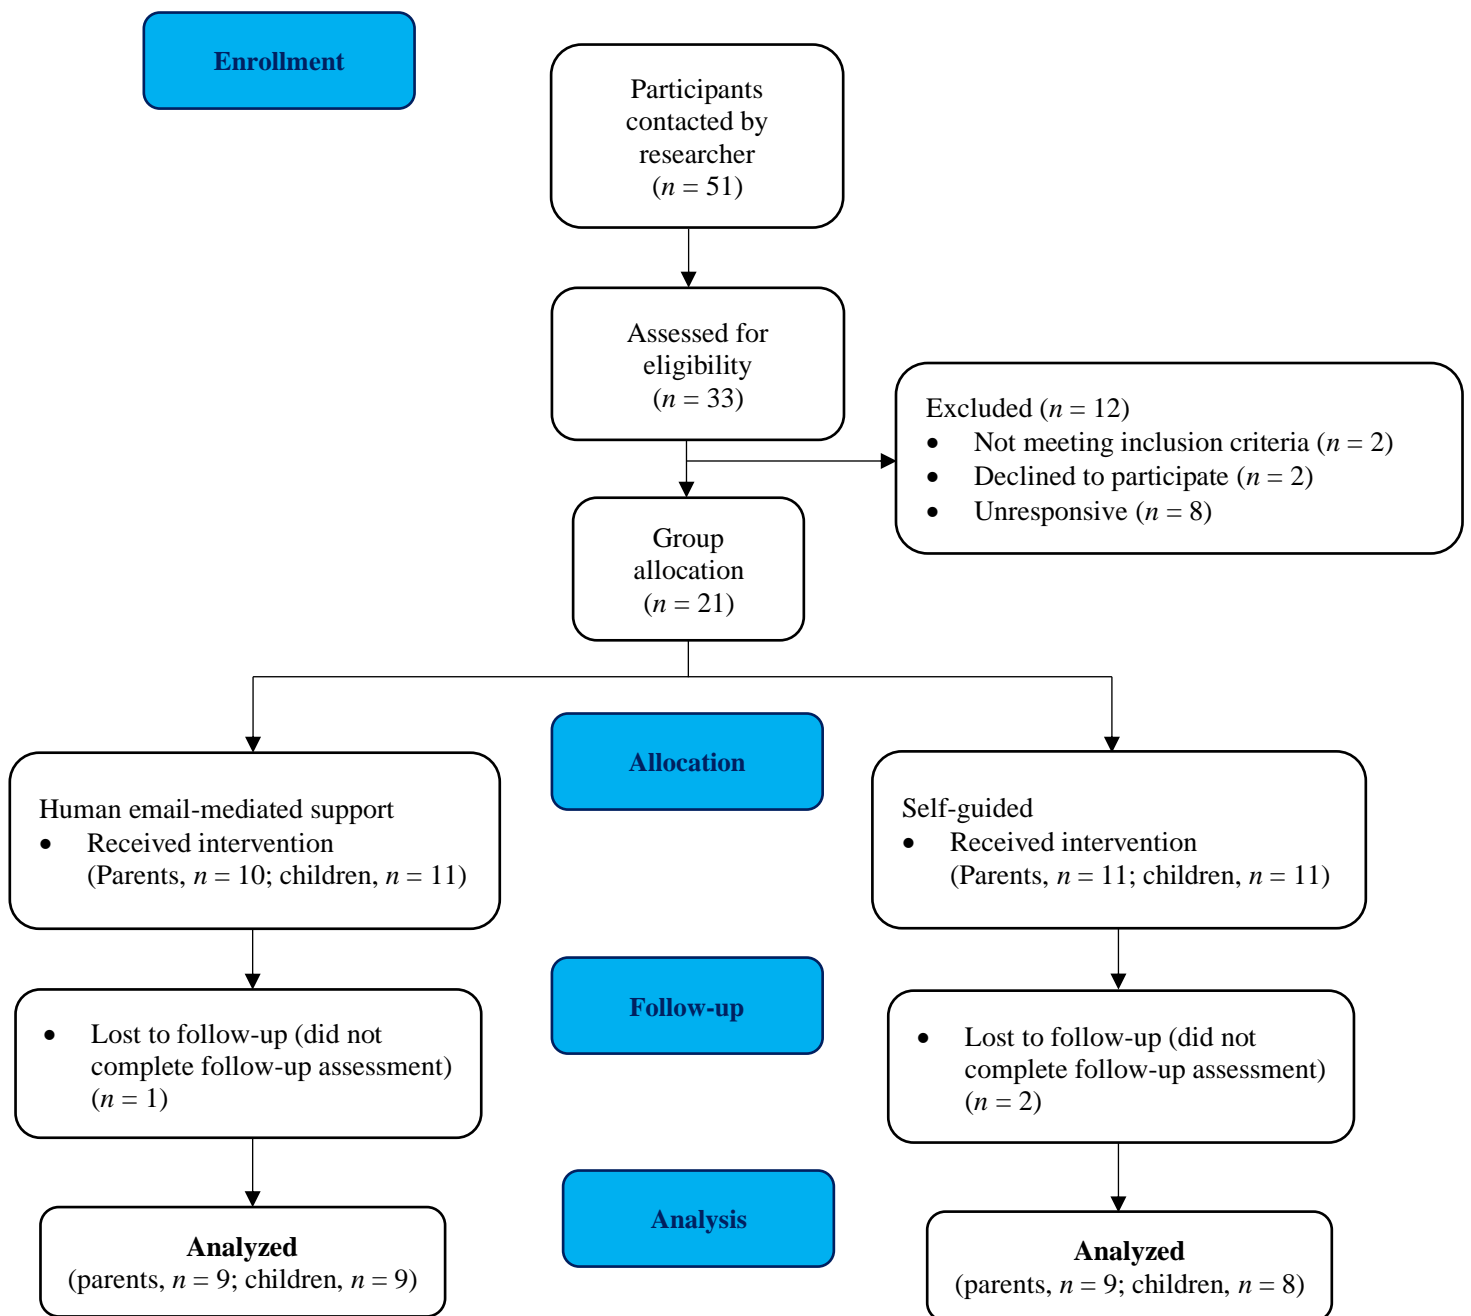 Enrollment
Participants
contacted by
researcher
(n = 51)
Assessed for
eligibility
(n = 33)
Excluded (n = 12)
• Not meeting inclusion criteria (n = 2)
• Declined to participate (n = 2)
• Unresponsive (n = 8)
Group
allocation
(n = 21)
Allocation
Human email-mediated support
• Received intervention
(Parents, n = 10; children, n = 11)
Self-guided
• Received intervention
(Parents, n = 11; children, n = 11)
Follow-up
• Lost to follow-up (did not
complete follow-up assessment)
(n = 1)
• Lost to follow-up (did not
complete follow-up assessment)
(n = 2)
Analysis
Analyzed
(parents, n = 9; children, n = 9)
Analyzed
(parents, n = 9; children, n = 8)